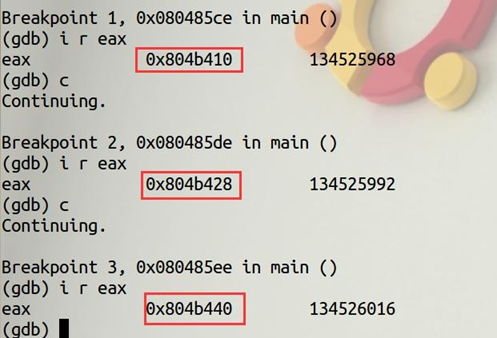 Breakpoint 1, 0x080485ce in main ()
(gdb) i r eax
eax 0x804b410 134525968
(gdb) c
Continuing.
Breakpoint 2, 0x080485de in main ()
(gdb) i r eax
eax 0x804b428 134525992
(gdb) c
Continuing.
Breakpoint 3, 0x080485ee in main ()
(gdb) i r eax
eax 0x804b440 134526016
(gdb)